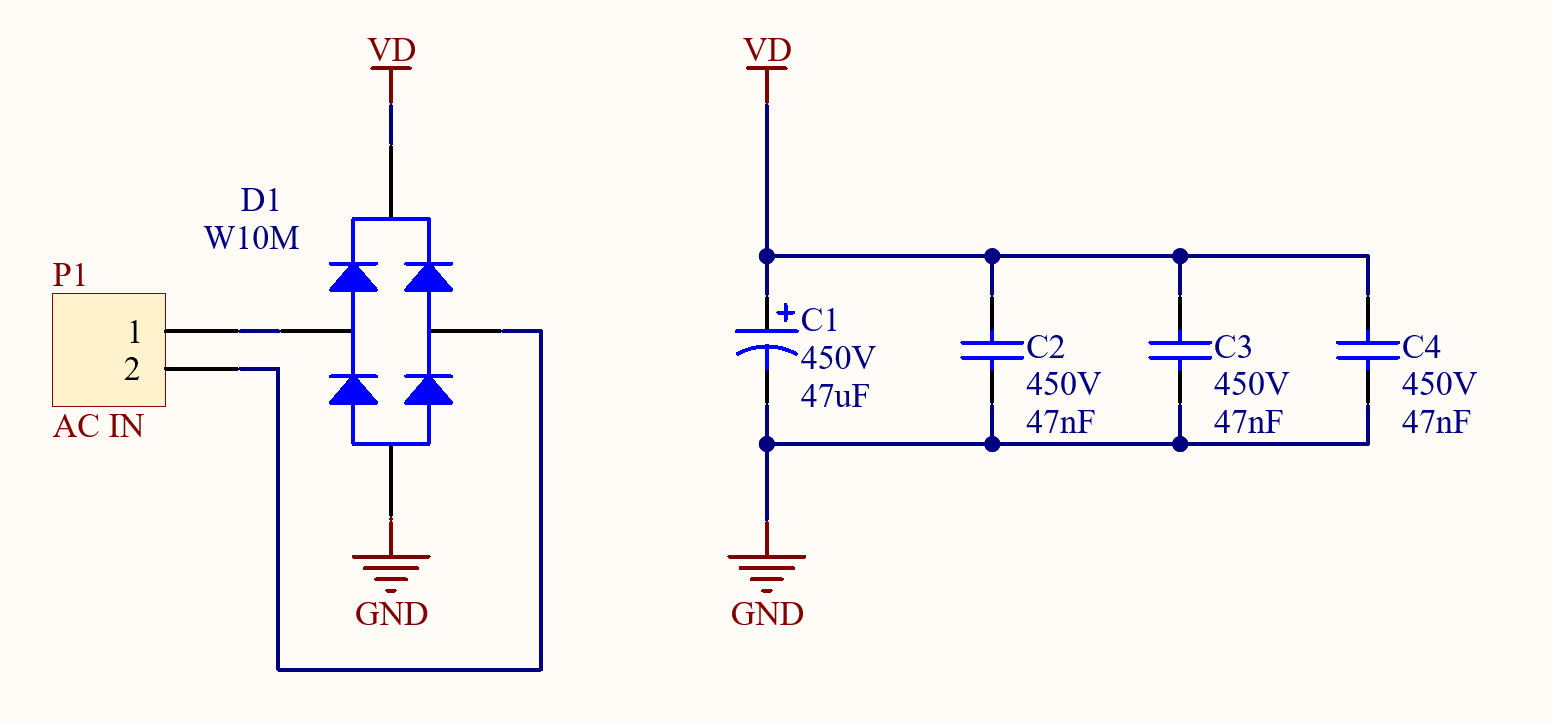 VD
VD
D1
W10M
P1
1
2
AC IN
+
C1
450V
47uF
C2
450V
47nF
C3
450V
47nF
C4
450V
47nF
GND
GND